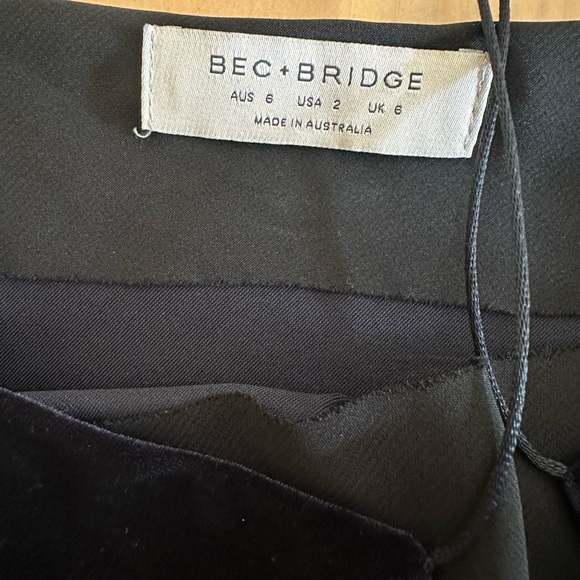 BEC+BRIDGE
AUS 6 USA 2 UK 6
MADE IN AUSTRALIA